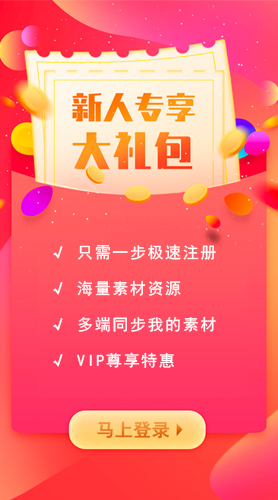 新人专享
大礼包
√ 只需一步极速注册
√ 海量素材资源
√ 多端同步我的素材
√ VIP尊享特惠
马上登录